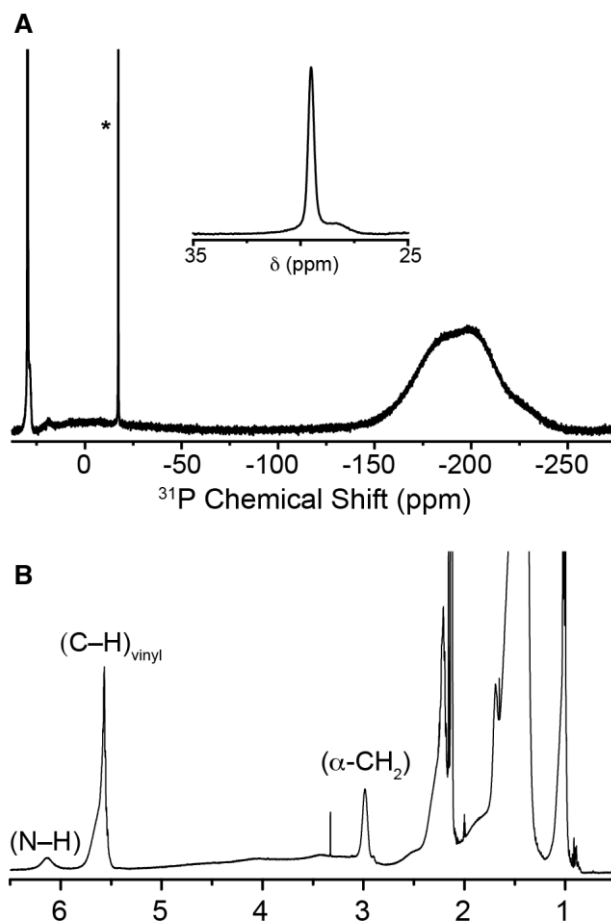 A
*
35
25
δ (ppm)
0
-50
-100
-150
-200
-250
³¹P Chemical Shift (ppm)
B
(C–H)vinyl
(α-CH₂)
(N–H)
6
5
4
3
2
1